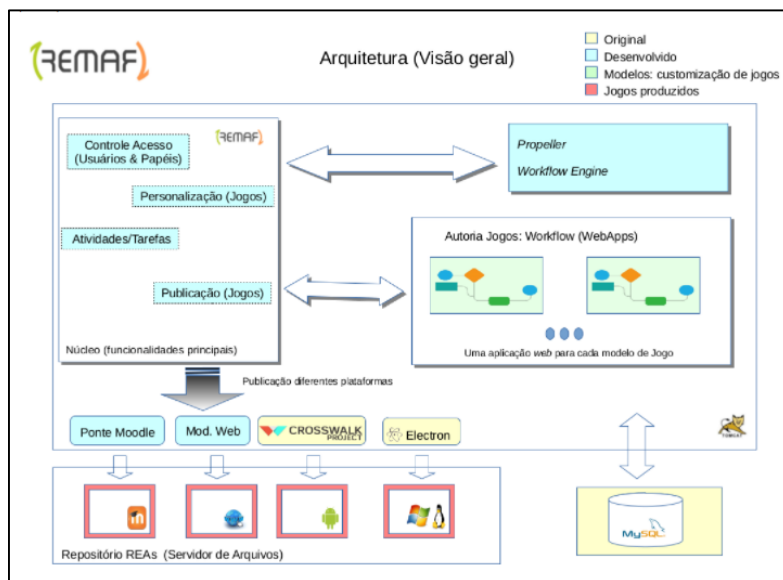 (REMAF)
Arquitetura (Visão geral)
Original
Desenvolvido
Modelos: customização de jogos
Jogos produzidos
Controle Acesso
(Usuários & Papéis)
(REMAF)
Personalização (Jogos)
Atividades/Tarefas
Publicação (Jogos)
Núcleo (funcionalidades principais)
Propeller
Workflow Engine
Autoria Jogos: Workflow (WebApps)
Uma aplicação web para cada modelo de Jogo
Publicação diferentes plataformas
Ponte Moodle
Mod. Web
CROSSWALK
PROJECT
Electron
TOMCAT
Repositório REAs (Servidor de Arquivos)
MySQL